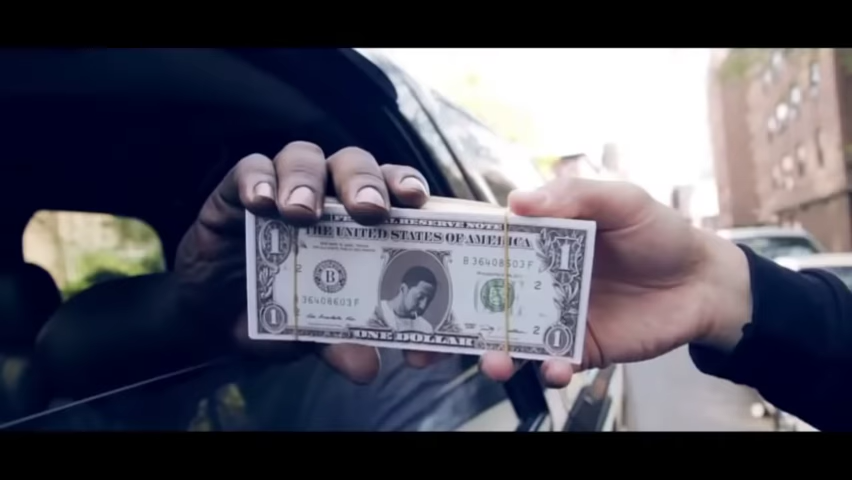 FEDERAL RESERVE NOTE
THE UNITED STATES OF AMERICA
1
1
B 36408603 F
2
2
B
B 36408603 F
2
2
1
ONE DOLLAR
1